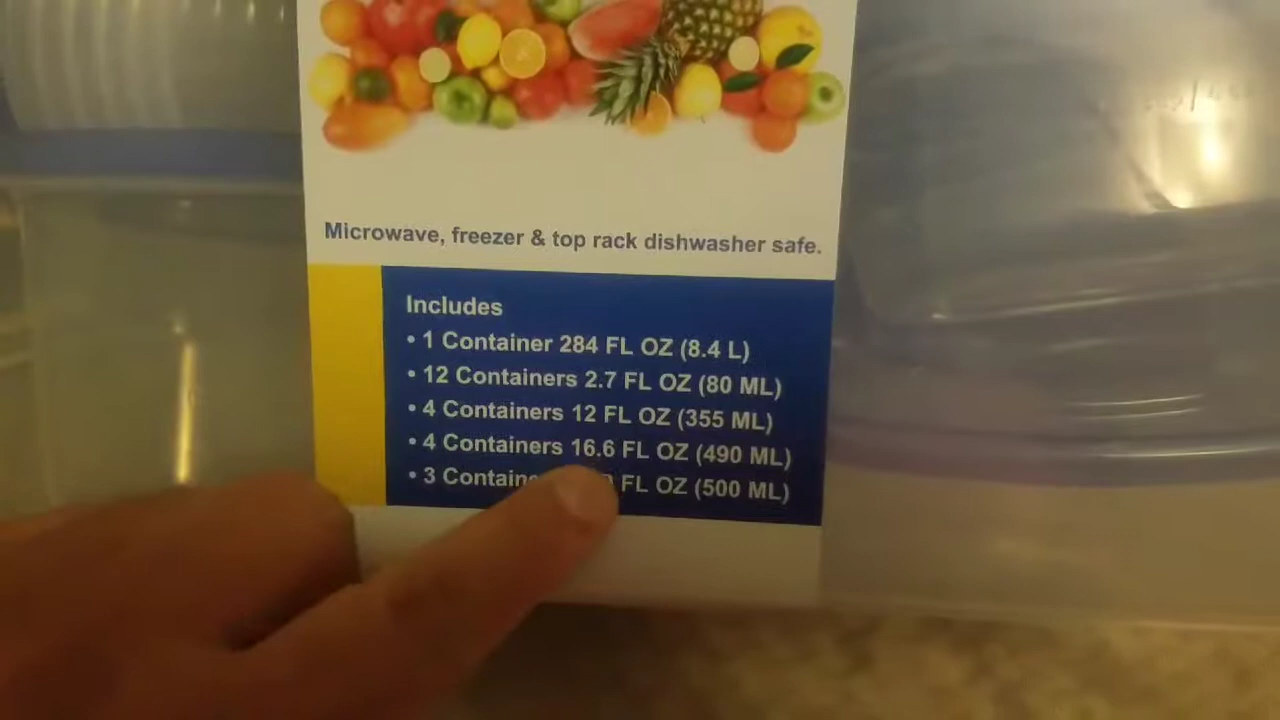 Microwave, freezer & top rack dishwasher safe.
Includes
• 1 Container 284 FL OZ (8.4 L)
• 12 Containers 2.7 FL OZ (80 ML)
• 4 Containers 12 FL OZ (355 ML)
• 4 Containers 16.6 FL OZ (490 ML)
• 3 FL OZ (500 ML)